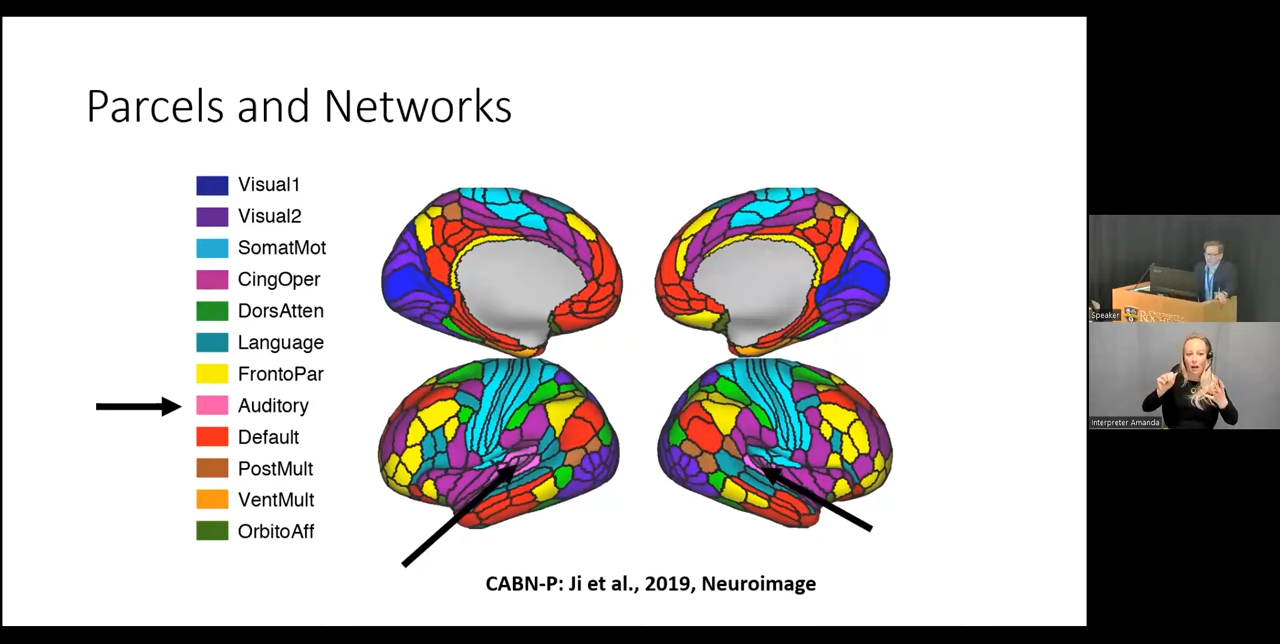 Parcels and Networks
Visual1
Visual2
SomatMot
CingOper
DorsAtten
Language
FrontoPar
Auditory
Default
PostMult
VentMult
OrbitoAff
CABN-P: Ji et al., 2019, Neuroimage
Speaker
Interpreter Amanda